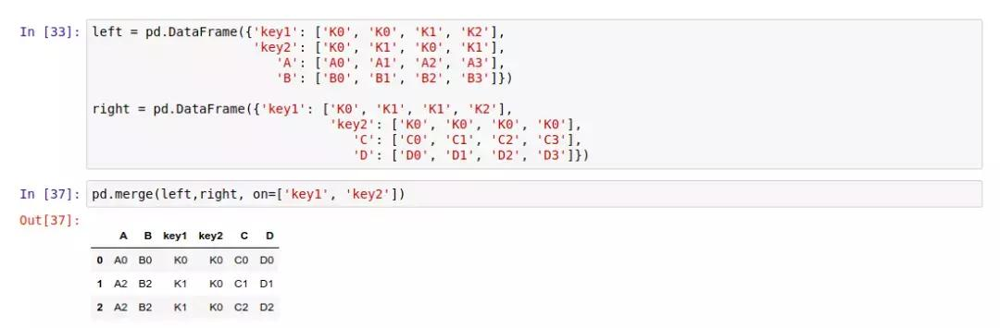 In [33]: left = pd.DataFrame({'key1': ['K0', 'K0', 'K1', 'K2'],
'key2': ['K0', 'K1', 'K0', 'K1'],
'A': ['A0', 'A1', 'A2', 'A3'],
'B': ['B0', 'B1', 'B2', 'B3']})
right = pd.DataFrame({'key1': ['K0', 'K1', 'K1', 'K2'],
'key2': ['K0', 'K0', 'K0', 'K0'],
'C': ['C0', 'C1', 'C2', 'C3'],
'D': ['D0', 'D1', 'D2', 'D3']})
In [37]: pd.merge(left,right, on=['key1', 'key2'])
Out[37]:
A B key1 key2 C D
0 A0 B0 K0 K0 C0 D0
1 A2 B2 K1 K0 C1 D1
2 A2 B2 K1 K0 C2 D2